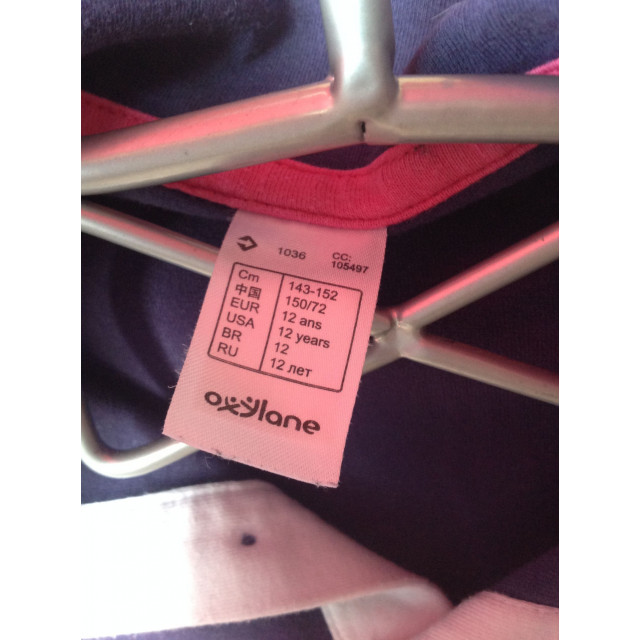 1036 CC: 105497
Cm 143-152
中国 150/72
EUR 12 ans
USA 12 years
BR 12
RU 12 лет
oxylane